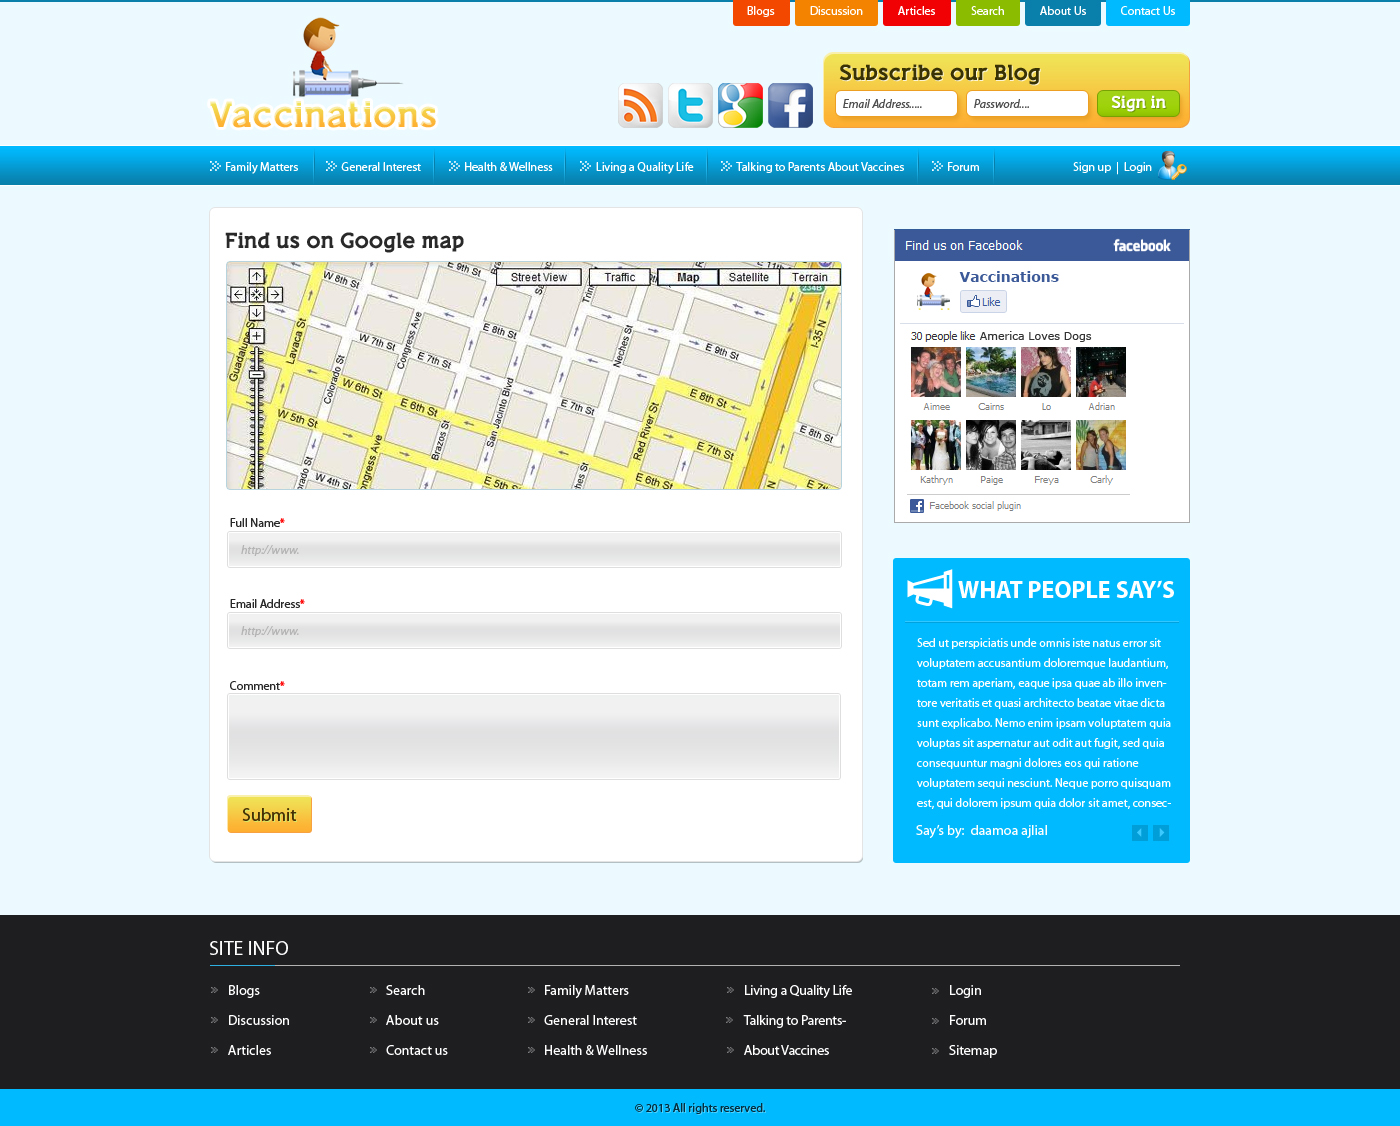 Blogs
Discussion
Articles
Search
About Us
Contact Us
Vaccinations
Subscribe our Blog
Email Address.....
Password....
Sign in
Family Matters
General Interest
Health & Wellness
Living a Quality Life
Talking to Parents About Vaccines
Forum
Sign up | Login
Find us on Google map
Street View
Traffic
Map
Satellite
Terrain
E 9th St
E 9th St
234B
Guadalupe St
Lavaca St
Colorado St
Congress Ave
W 7th St
E 8th St
E 7th St
Neches St
I-35 N
W 6th St
E 6th St
W 5th St
Brazos St
San Jacinto Blvd
E 7th St
Red River St
E 8th St
E 7th St
E 8th St
W 4th St
E 5th St
Full Name*
http://www.
Email Address*
http://www.
Comment*
Submit
Find us on Facebook
facebook
Vaccinations
Like
30 people like America Loves Dogs
Aimee
Cairns
Lo
Adrian
Kathryn
Paige
Freya
Carly
Facebook social plugin
WHAT PEOPLE SAY'S
Sed ut perspiciatis unde omnis iste natus error sit
voluptatem accusantium doloremque laudantium,
totam rem aperiam, eaque ipsa quae ab illo inven-
tore veritatis et quasi architecto beatae vitae dicta
sunt explicabo. Nemo enim ipsam voluptatem quia
voluptas sit aspernatur aut odit aut fugit, sed quia
consequuntur magni dolores eos qui ratione
voluptatem sequi nesciunt. Neque porro quisquam
est, qui dolorem ipsum quia dolor sit amet, consec-
Say's by: daamoa ajlial
SITE INFO
Blogs
Discussion
Articles
Search
About us
Contact us
Family Matters
General Interest
Health & Wellness
Living a Quality Life
Talking to Parents-
About Vaccines
Login
Forum
Sitemap
© 2013 All rights reserved.